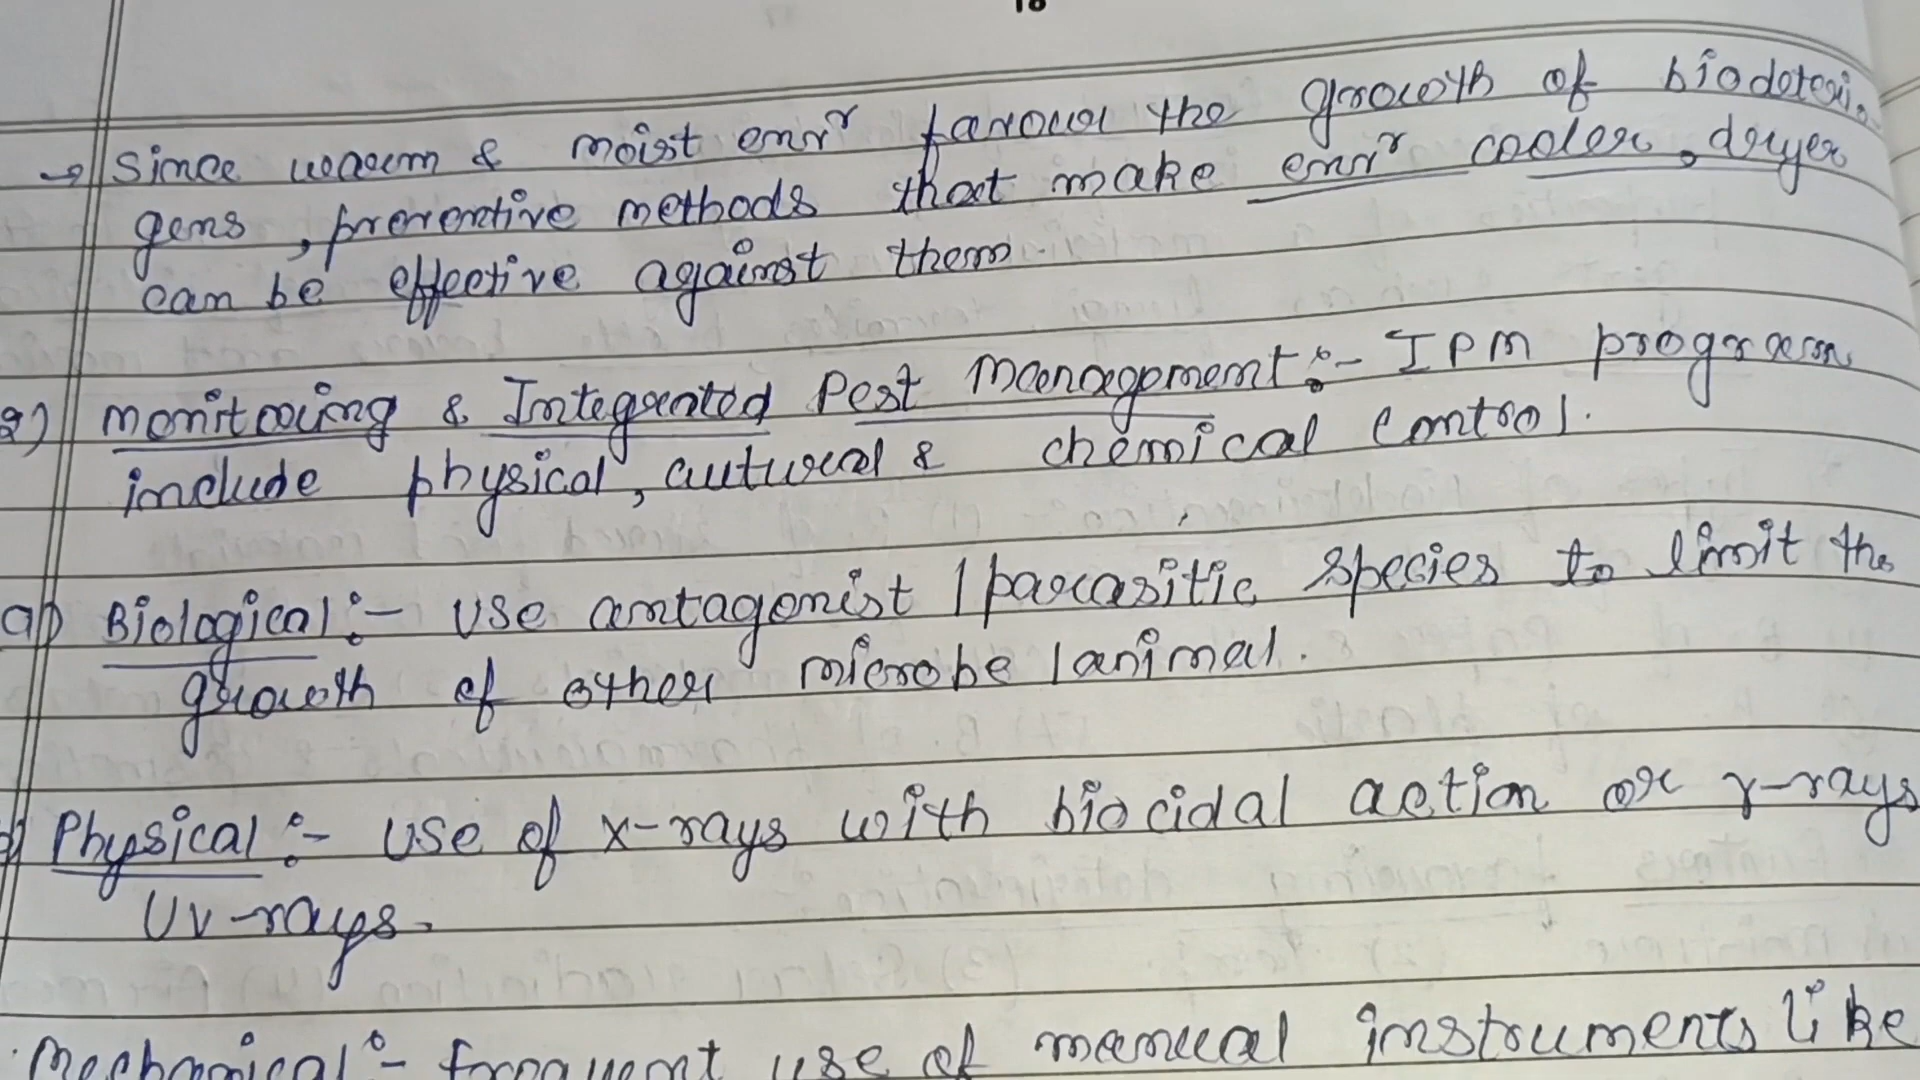 18
→ Since warm & moist envr favour the growth of biodeteri-
gens, preventive methods that make envr cooler, dryer
can be effective against them.
2) Monitoring & Integrated Pest Management :- IPM program
include physical, cutural & chemical control.
a) Biological :- Use antagonist / parasitic species to limit the
growth of other microbe / animal.
Physical :- Use of x-rays with biocidal action or γ-rays
UV-rays.
Mechanical :- frequent use of manual instruments like